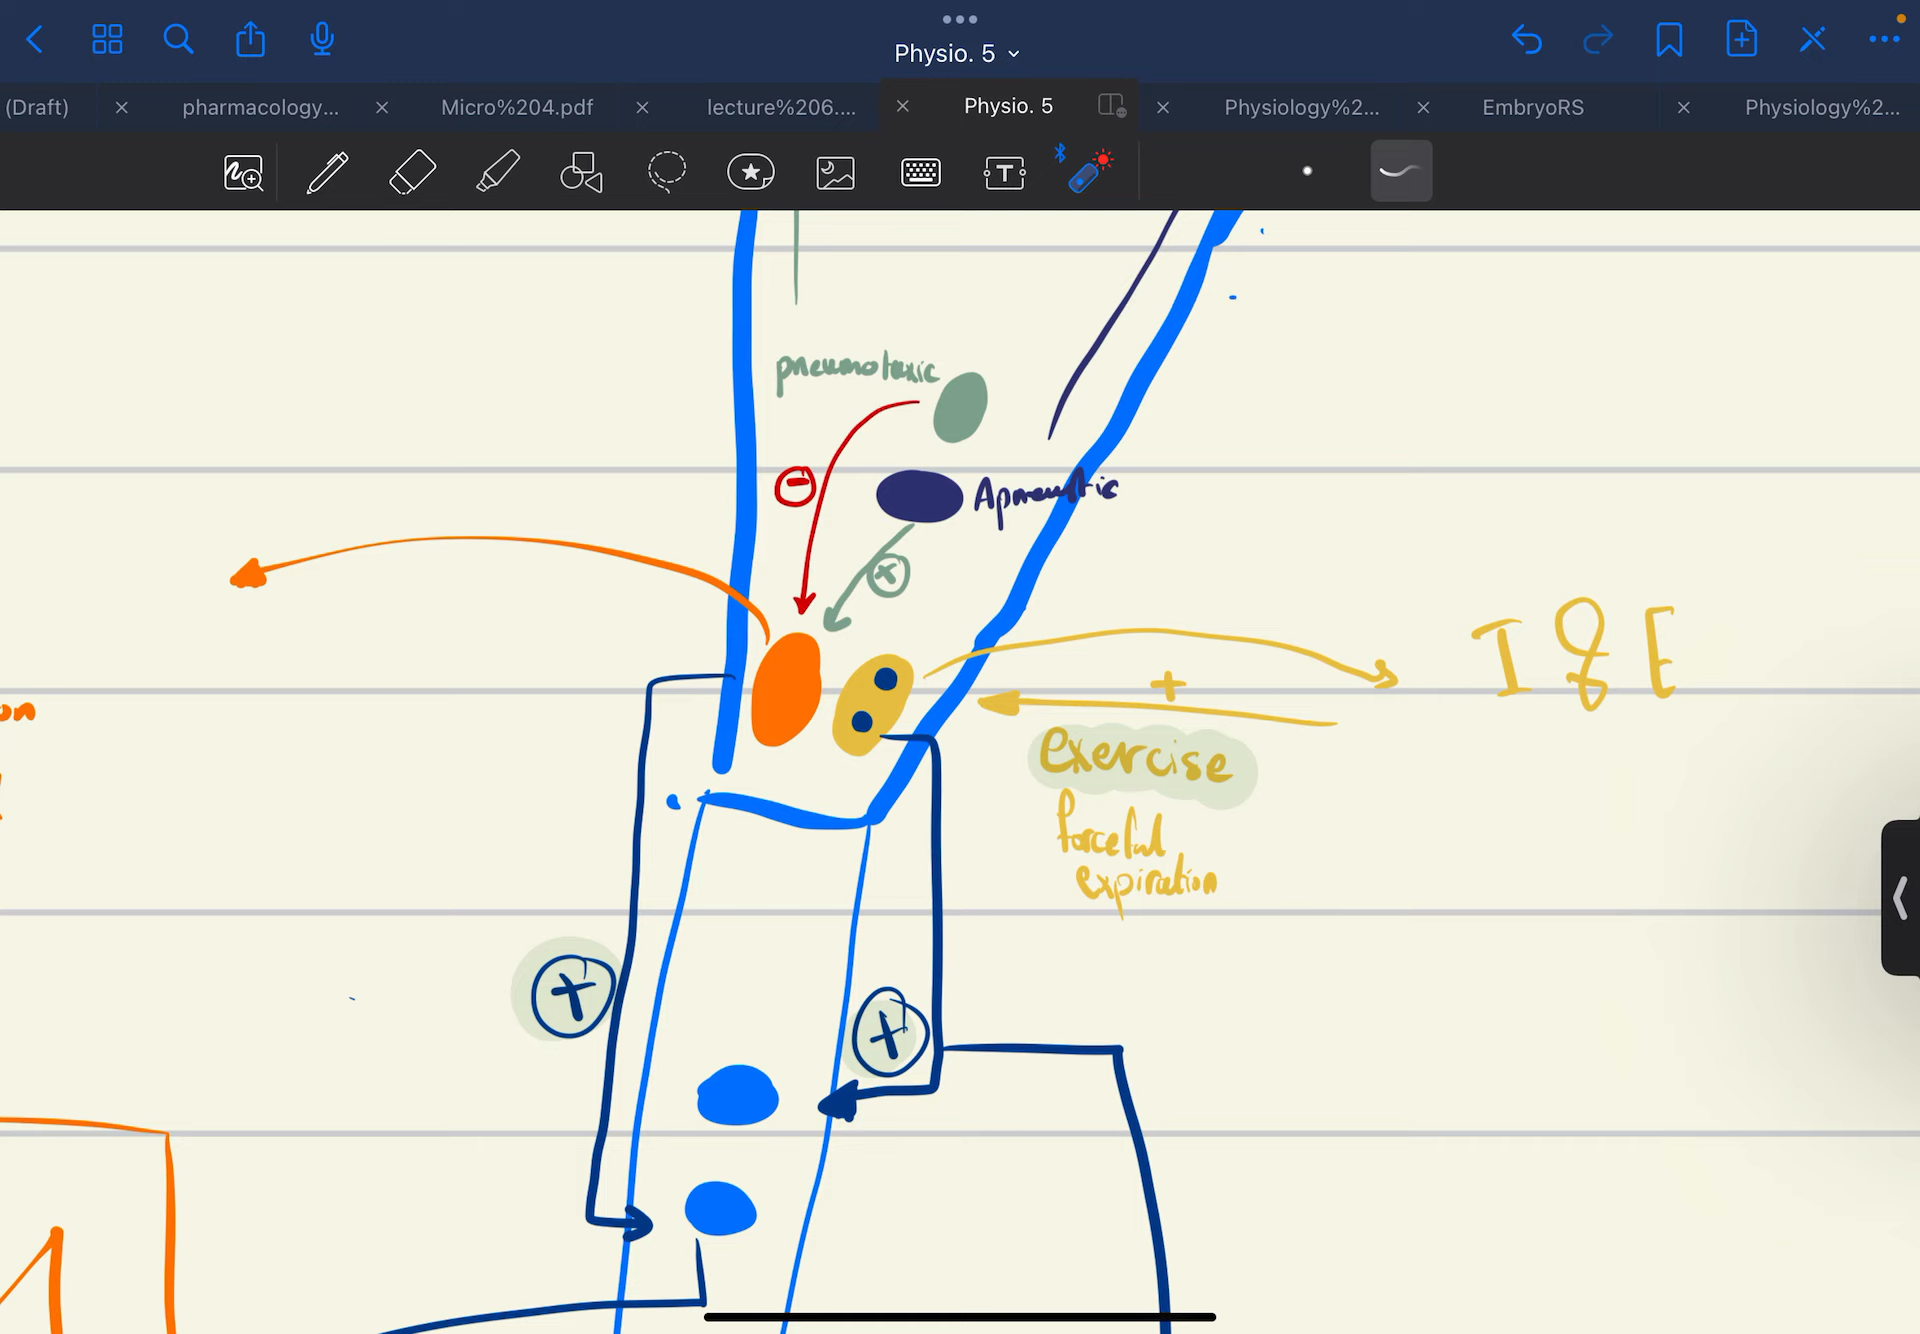 Physio. 5
(Draft)
pharmacology...
Micro%204.pdf
lecture%206....
Physio. 5
Physiology%2...
EmbryoRS
Physiology%2...
T
pneumotaxic
−
Apneustic
+
I & E
+
on
exercise
forceful
expiration
+
+